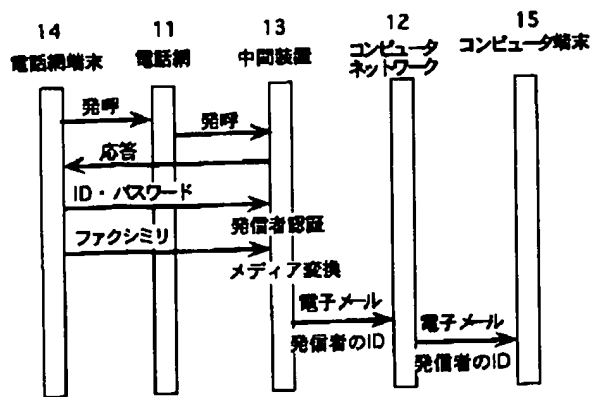 14
電話網端末
11
電話網
13
中間装置
12
コンピュータ
ネットワーク
15
コンピュータ端末
発呼
発呼
応答
ID・パスワード
発信者認証
ファクシミリ
メディア変換
電子メール
発信者のID
電子メール
発信者のID